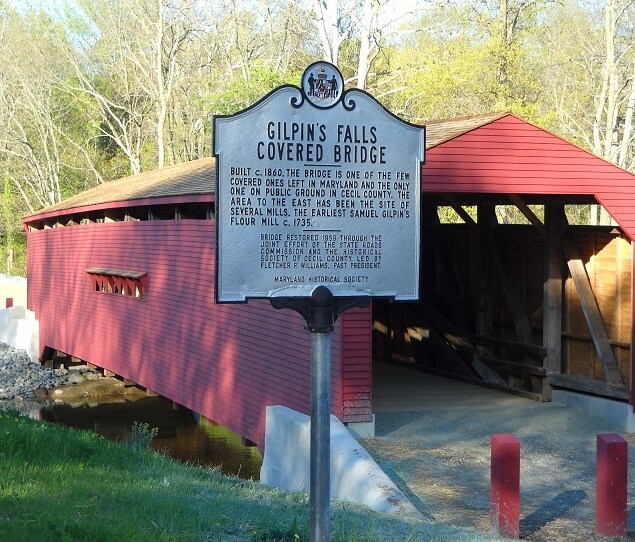 GILPIN'S FALLS
COVERED BRIDGE
BUILT c. 1860, THE BRIDGE IS ONE OF THE FEW
COVERED ONES LEFT IN MARYLAND AND THE ONLY
ONE ON PUBLIC GROUND IN CECIL COUNTY. THE
AREA TO THE EAST HAS BEEN THE SITE OF
SEVERAL MILLS, THE EARLIEST SAMUEL GILPIN'S
FLOUR MILL c. 1735.
BRIDGE RESTORED 1959 THROUGH THE
JOINT EFFORT OF THE STATE ROADS
COMMISSION AND THE HISTORICAL
SOCIETY OF CECIL COUNTY, LED BY
FLETCHER P. WILLIAMS, PAST PRESIDENT.
MARYLAND HISTORICAL SOCIETY